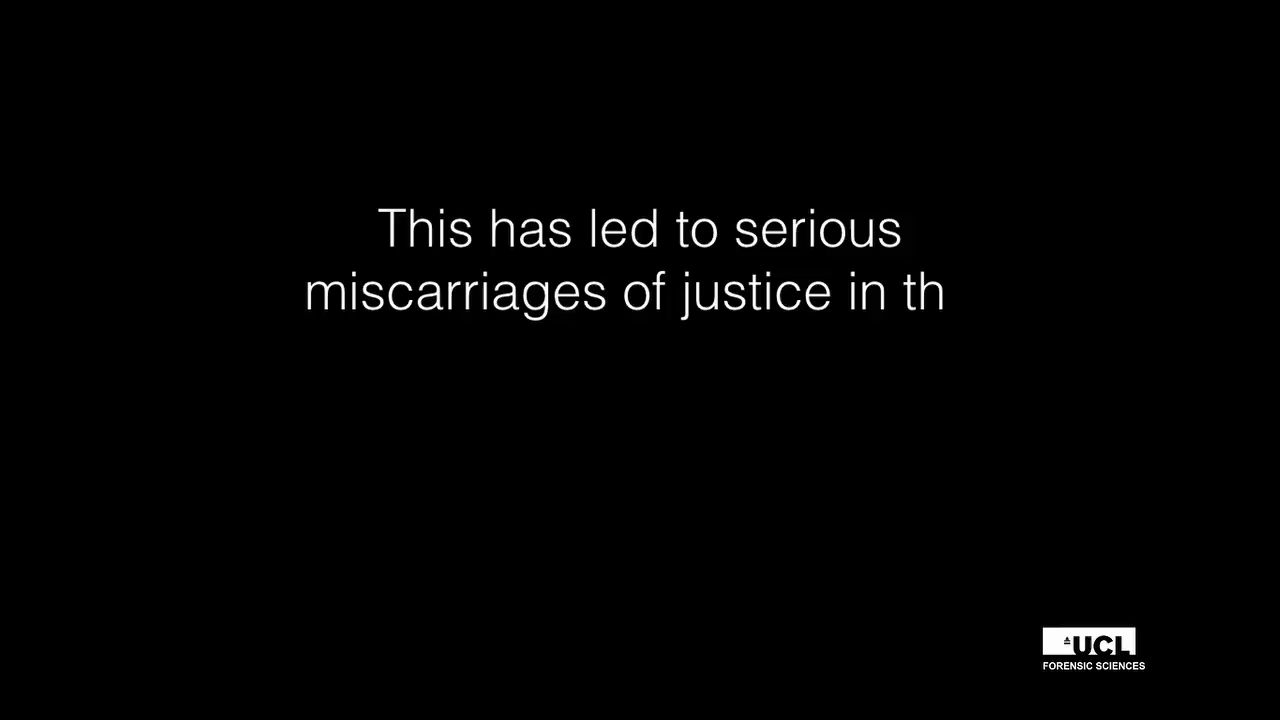 This has led to serious
miscarriages of justice in th
UCL
FORENSIC SCIENCES